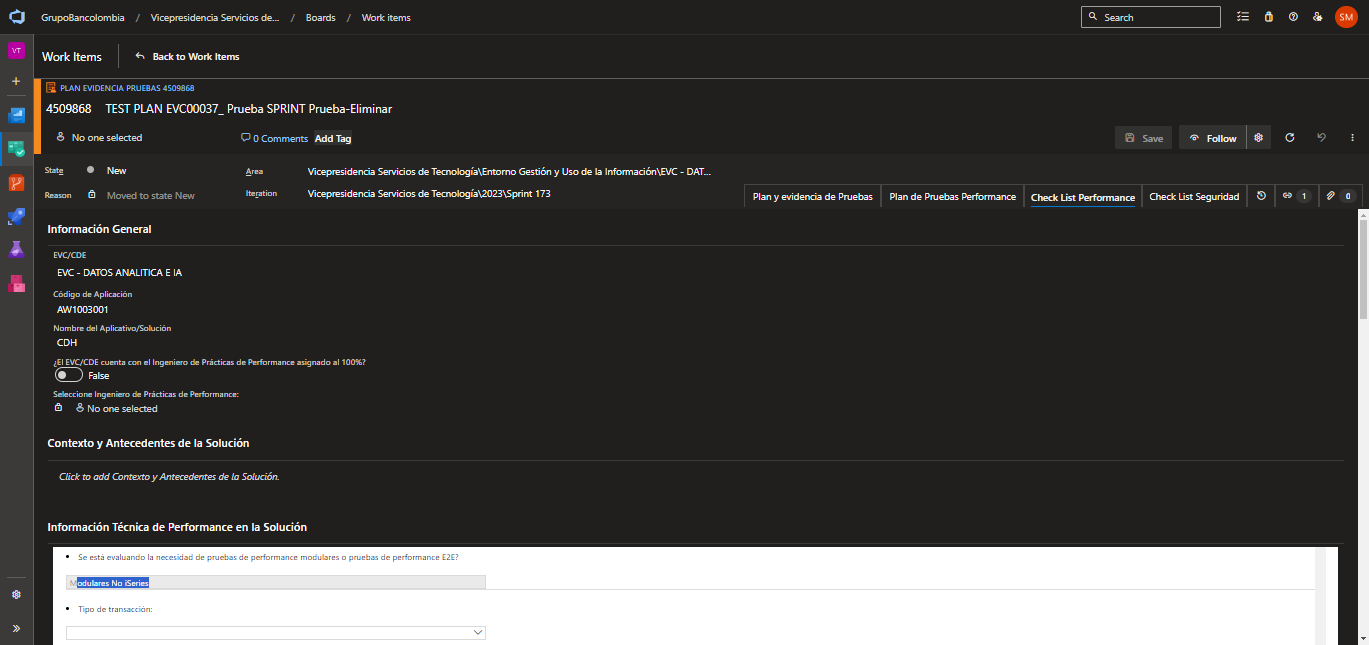 GrupoBancolombia / Vicepresidencia Servicios de... / Boards / Work items
Search
SM
VT
Work Items
Back to Work Items
PLAN EVIDENCIA PRUEBAS 4509868
4509868 TEST PLAN EVC00037_ Prueba SPRINT Prueba-Eliminar
No one selected
0 Comments
Add Tag
Save
Follow
State
New
Area
Vicepresidencia Servicios de Tecnología\Entorno Gestión y Uso de la Información\EVC - DAT...
Reason
Moved to state New
Iteration
Vicepresidencia Servicios de Tecnología\2023\Sprint 173
Plan y evidencia de Pruebas
Plan de Pruebas Performance
Check List Performance
Check List Seguridad
1
0
Información General
EVC/CDE
EVC - DATOS ANALITICA E IA
Código de Aplicación
AW1003001
Nombre del Aplicativo/Solución
CDH
¿El EVC/CDE cuenta con el Ingeniero de Prácticas de Performance asignado al 100%?
False
Seleccione Ingeniero de Prácticas de Performance:
No one selected
Contexto y Antecedentes de la Solución
Click to add Contexto y Antecedentes de la Solución.
Información Técnica de Performance en la Solución
• Se está evaluando la necesidad de pruebas de performance modulares o pruebas de performance E2E?
Modulares No iSeries
• Tipo de transacción: